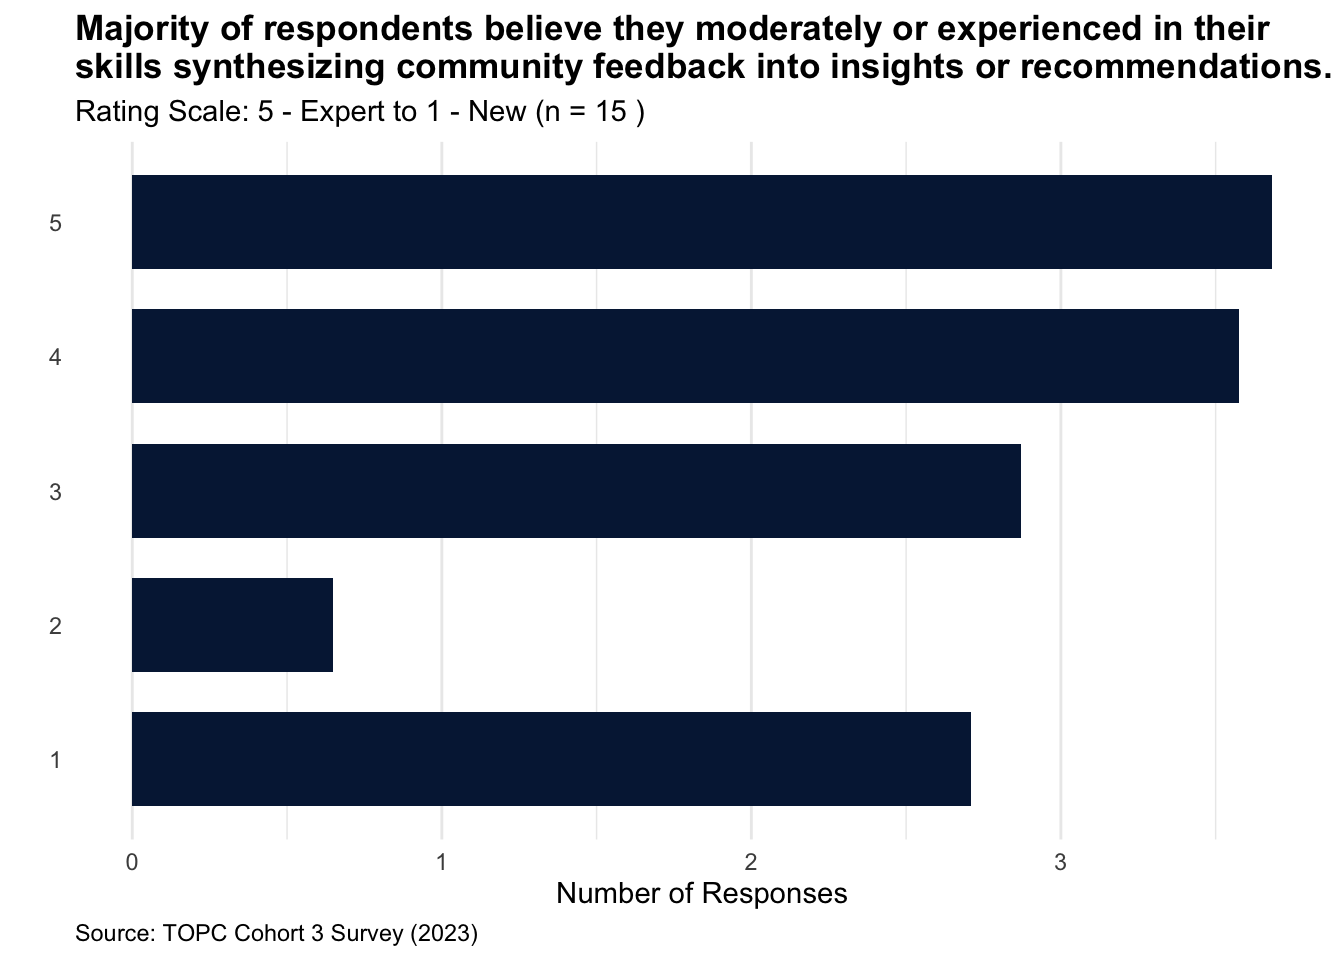 Majority of respondents believe they moderately or experienced in their
skills synthesizing community feedback into insights or recommendations.
Rating Scale: 5 - Expert to 1 - New (n = 15 )
5
4
3
2
1
0 1 2 3
Number of Responses
Source: TOPC Cohort 3 Survey (2023)